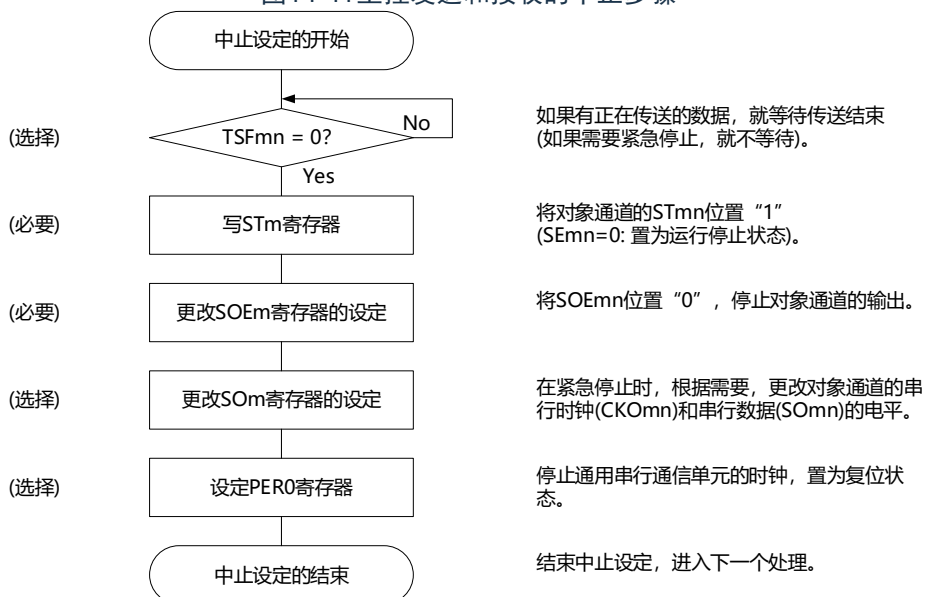 中止设定的开始
(选择)
TSFmn = 0?
No
如果有正在传送的数据，就等待传送结束
(如果需要紧急停止，就不等待)。
Yes
(必要)
写STm寄存器
将对象通道的STmn位置“1”
(SEmn=0: 置为运行停止状态)。
(必要)
更改SOEm寄存器的设定
将SOEmn位置“0”，停止对象通道的输出。
(选择)
更改SOm寄存器的设定
在紧急停止时，根据需要，更改对象通道的串
行时钟(CKOmn)和串行数据(SOmn)的电平。
(选择)
设定PER0寄存器
停止通用串行通信单元的时钟，置为复位状
态。
中止设定的结束
结束中止设定，进入下一个处理。